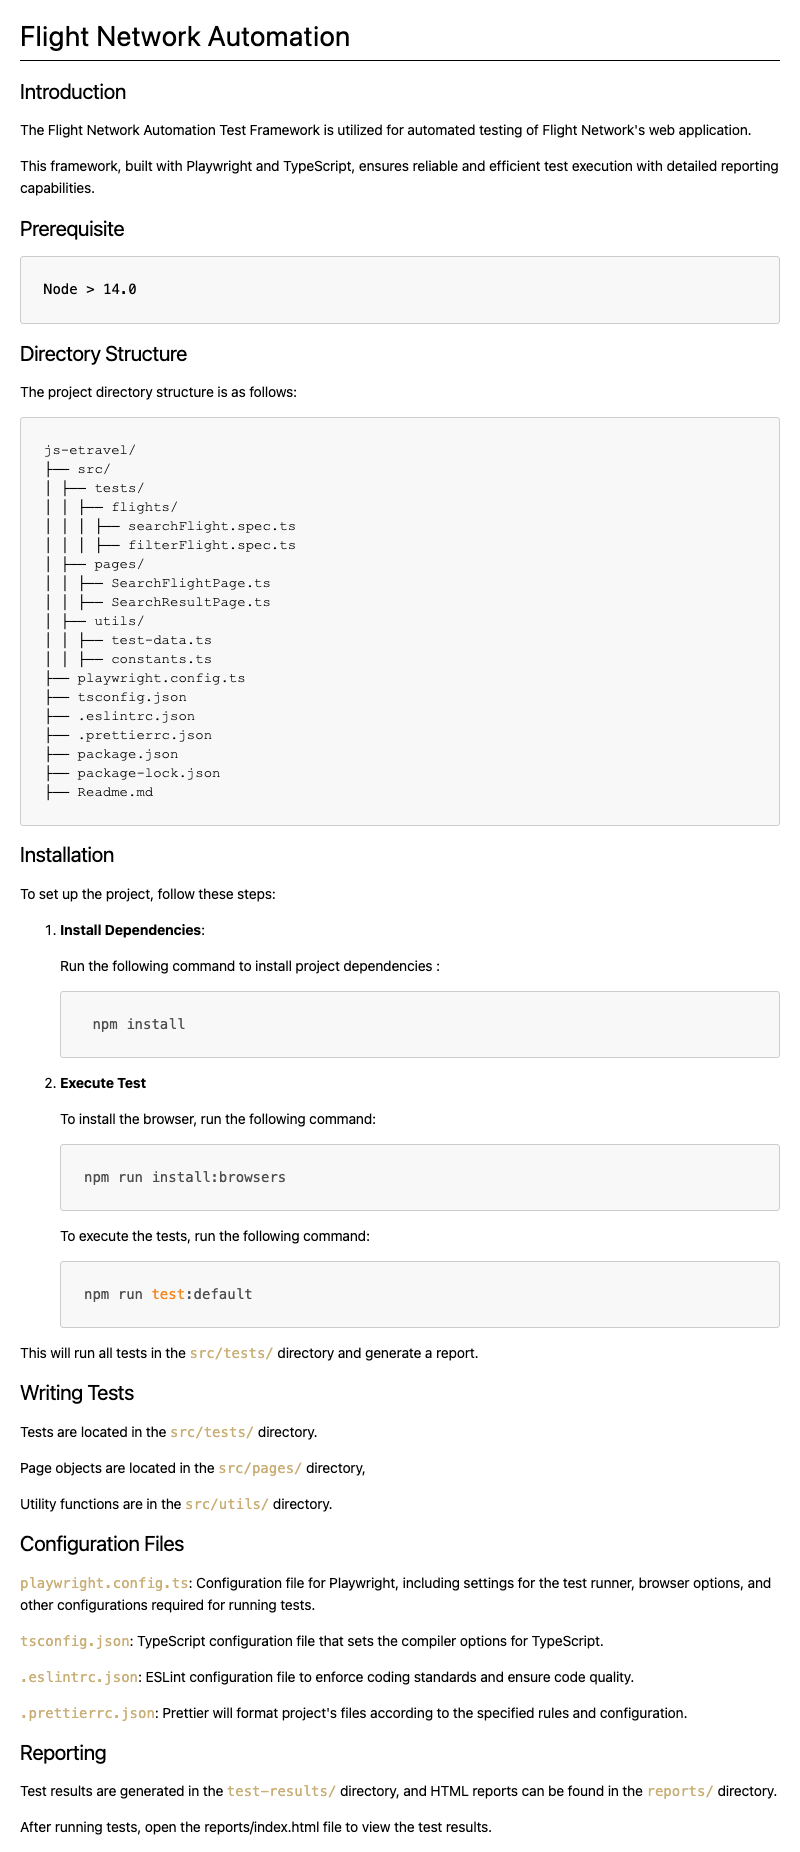 Flight Network Automation
Introduction
The Flight Network Automation Test Framework is utilized for automated testing of Flight Network's web application.
This framework, built with Playwright and TypeScript, ensures reliable and efficient test execution with detailed reporting
capabilities.
Prerequisite
Node > 14.0
Directory Structure
The project directory structure is as follows:
js-etravel/
├── src/
│ ├── tests/
│ │ ├── flights/
│ │ │ ├── searchFlight.spec.ts
│ │ │ ├── filterFlight.spec.ts
│ ├── pages/
│ │ ├── SearchFlightPage.ts
│ │ ├── SearchResultPage.ts
│ ├── utils/
│ │ ├── test-data.ts
│ │ ├── constants.ts
├── playwright.config.ts
├── tsconfig.json
├── .eslintrc.json
├── .prettierrc.json
├── package.json
├── package-lock.json
├── Readme.md
Installation
To set up the project, follow these steps:
1. Install Dependencies:
Run the following command to install project dependencies :
npm install
2. Execute Test
To install the browser, run the following command:
npm run install:browsers
To execute the tests, run the following command:
npm run test:default
This will run all tests in the src/tests/ directory and generate a report.
Writing Tests
Tests are located in the src/tests/ directory.
Page objects are located in the src/pages/ directory,
Utility functions are in the src/utils/ directory.
Configuration Files
playwright.config.ts: Configuration file for Playwright, including settings for the test runner, browser options, and
other configurations required for running tests.
tsconfig.json: TypeScript configuration file that sets the compiler options for TypeScript.
.eslintrc.json: ESLint configuration file to enforce coding standards and ensure code quality.
.prettierrc.json: Prettier will format project's files according to the specified rules and configuration.
Reporting
Test results are generated in the test-results/ directory, and HTML reports can be found in the reports/ directory.
After running tests, open the reports/index.html file to view the test results.